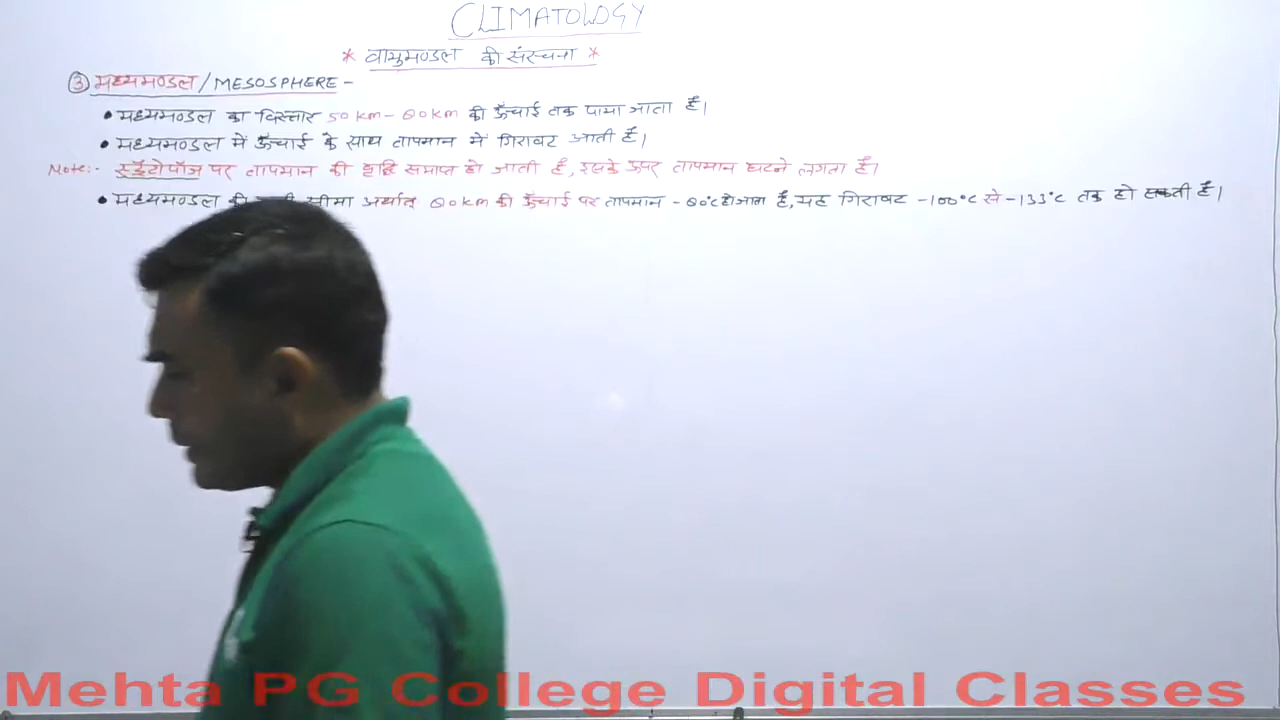 CLIMATOLOGY
* वायुमण्डल की संरचना *
③ मध्यमण्डल / MESOSPHERE -
• मध्यमण्डल का विस्तार 50 km - 80 km की ऊँचाई तक पाया जाता है।
• मध्यमण्डल में ऊँचाई के साथ तापमान में गिरावट आती है।
Note:- स्ट्रेटोपॉज पर तापमान की वृद्धि समाप्त हो जाती है, इसके ऊपर तापमान घटने लगता है।
• मध्यमण्डल की सीमा अर्थात् 80 km की ऊँचाई पर तापमान -80°C हो जाता है, यह गिरावट -100°C से -133°C तक हो सकती है।
Mehta PG College Digital Classes